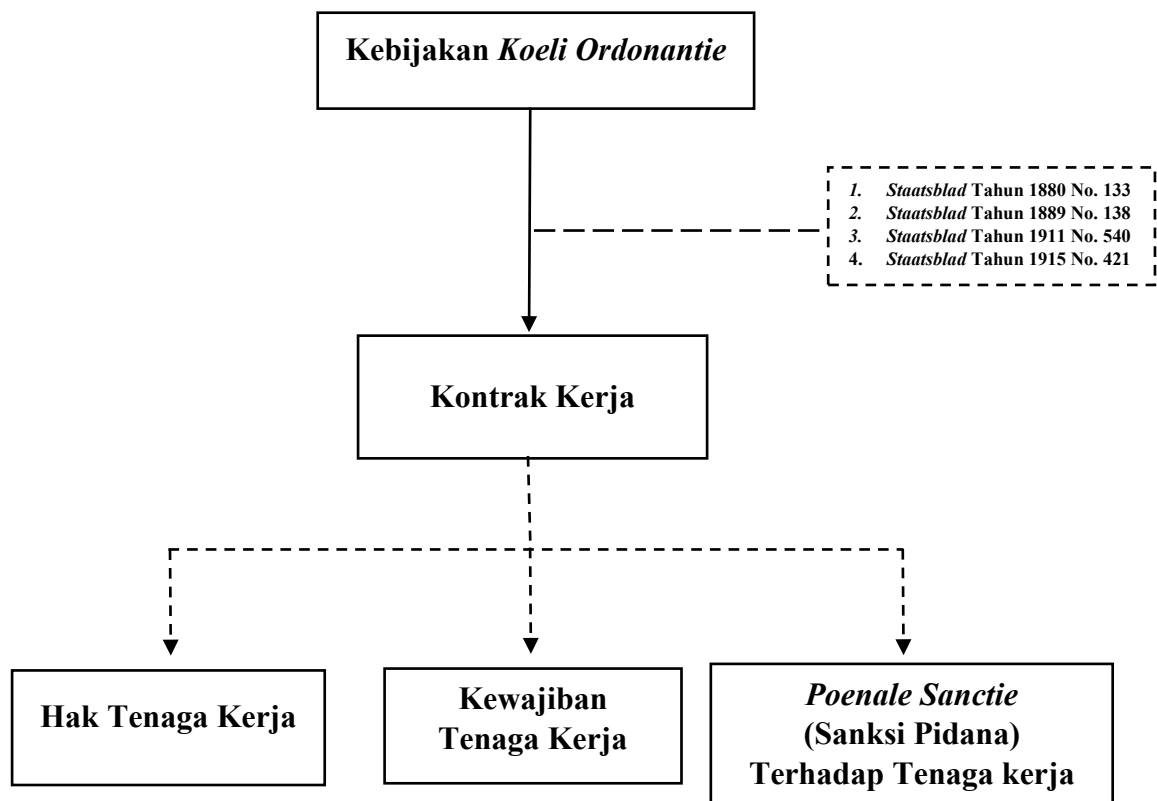 Kebijakan Koeli Ordonantie
1. Staatsblad Tahun 1880 No. 133
2. Staatsblad Tahun 1889 No. 138
3. Staatsblad Tahun 1911 No. 540
4. Staatsblad Tahun 1915 No. 421
Kontrak Kerja
Hak Tenaga Kerja
Kewajiban
Tenaga Kerja
Poenale Sanctie
(Sanksi Pidana)
Terhadap Tenaga kerja